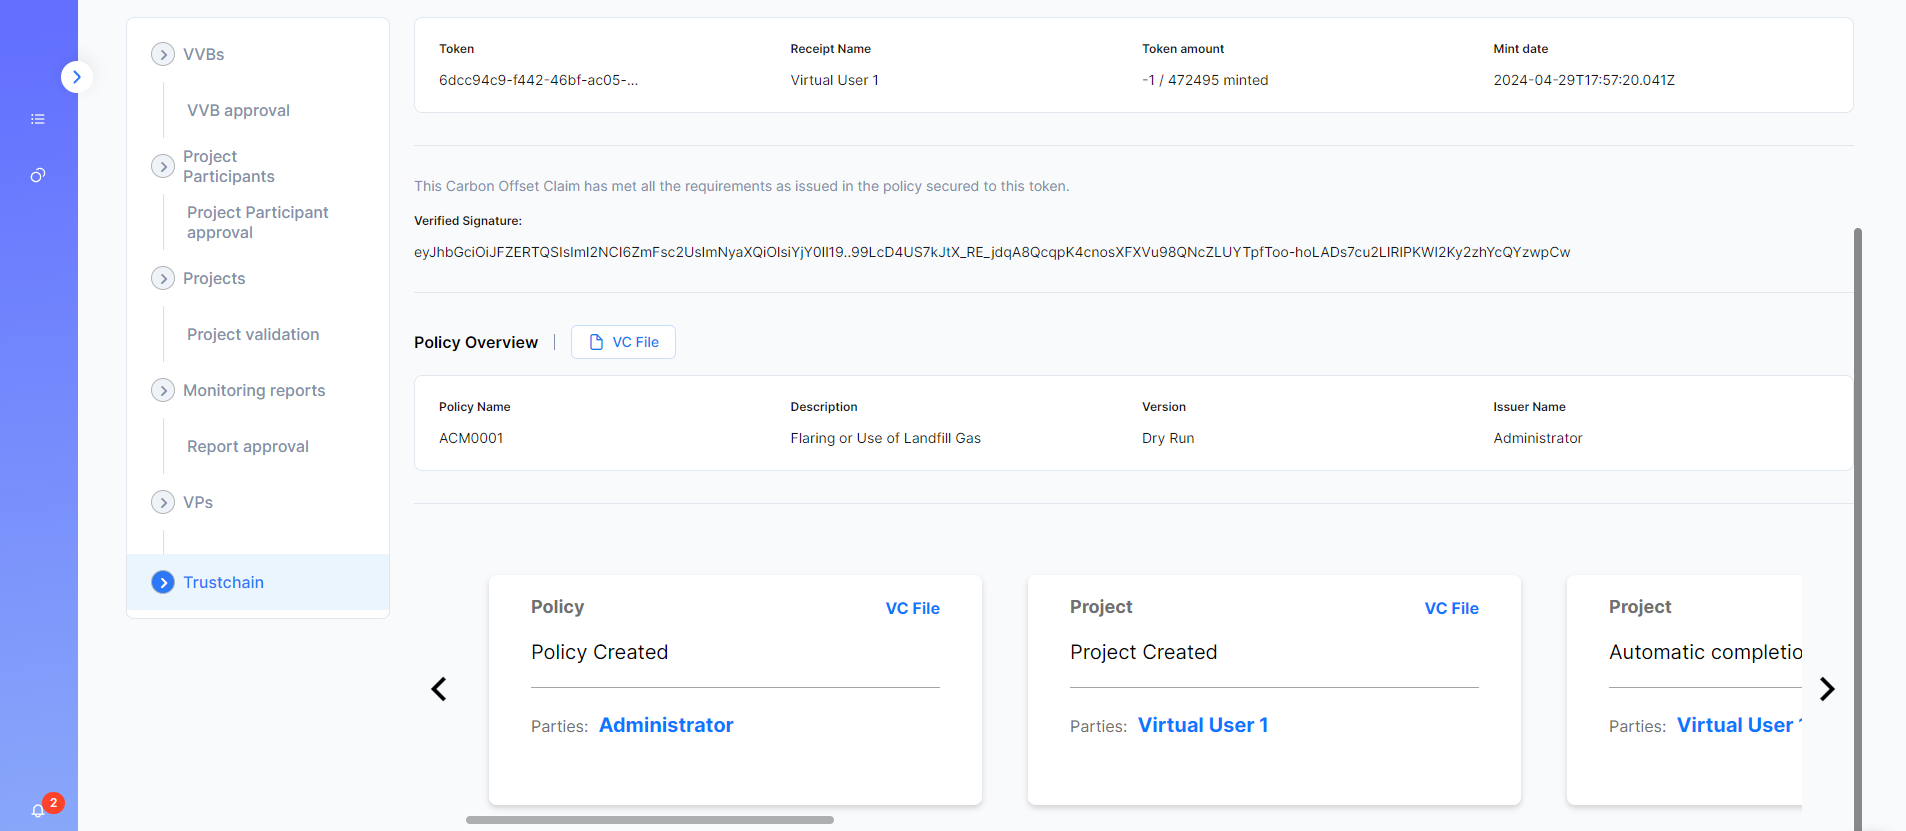 VVBs
VVB approval
Project
Participants
Project Participant
approval
Projects
Project validation
Monitoring reports
Report approval
VPs
Trustchain
2
Token
Receipt Name
Token amount
Mint date
6dcc94c9-f442-46bf-ac05-...
Virtual User 1
-1 / 472495 minted
2024-04-29T17:57:20.041Z
This Carbon Offset Claim has met all the requirements as issued in the policy secured to this token.
Verified Signature:
eyJhbGciOiJFZERTQSIsImI2NCI6ZmFsc2UsImNyaXQiOlsiYjY0Il19..99LcD4US7kJtX_RE_jdqA8QcqpK4cnosXFXVu98QNcZLUYTpfToo-hoLADs7cu2LIRIPKWI2Ky2zhYcQYzwpCw
Policy Overview
VC File
Policy Name
Description
Version
Issuer Name
ACM0001
Flaring or Use of Landfill Gas
Dry Run
Administrator
Policy
VC File
Policy Created
Parties: Administrator
Project
VC File
Project Created
Parties: Virtual User 1
Project
Automatic completio
Parties: Virtual User 1